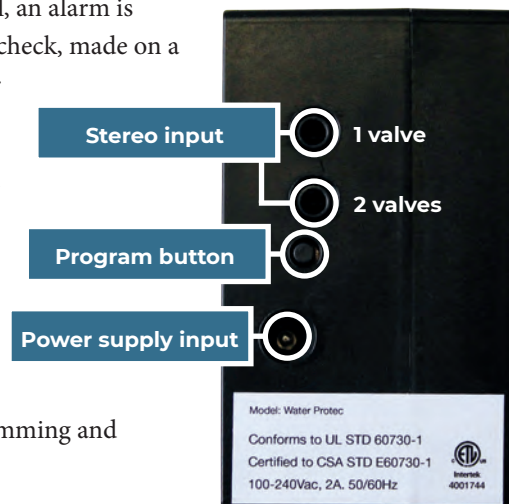 l, an alarm is
check, made on a
Stereo input
1 valve
2 valves
Program button
Power supply input
mming and
Model: Water Protec
Conforms to UL STD 60730-1
Certified to CSA STD E60730-1
100-240Vac, 2A. 50/60Hz
ETL
Intertek
4001744